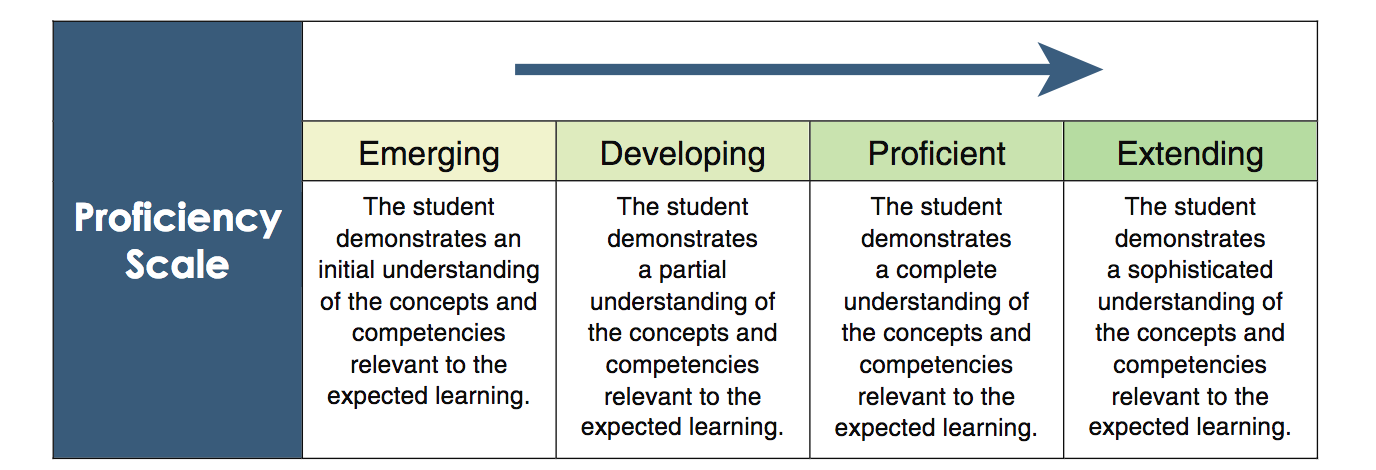 Proficiency
Scale
Emerging
The student
demonstrates an
initial understanding
of the concepts and
competencies
relevant to the
expected learning.
Developing
The student
demonstrates
a partial
understanding of
the concepts and
competencies
relevant to the
expected learning.
Proficient
The student
demonstrates
a complete
understanding of
the concepts and
competencies
relevant to the
expected learning.
Extending
The student
demonstrates
a sophisticated
understanding of
the concepts and
competencies
relevant to the
expected learning.